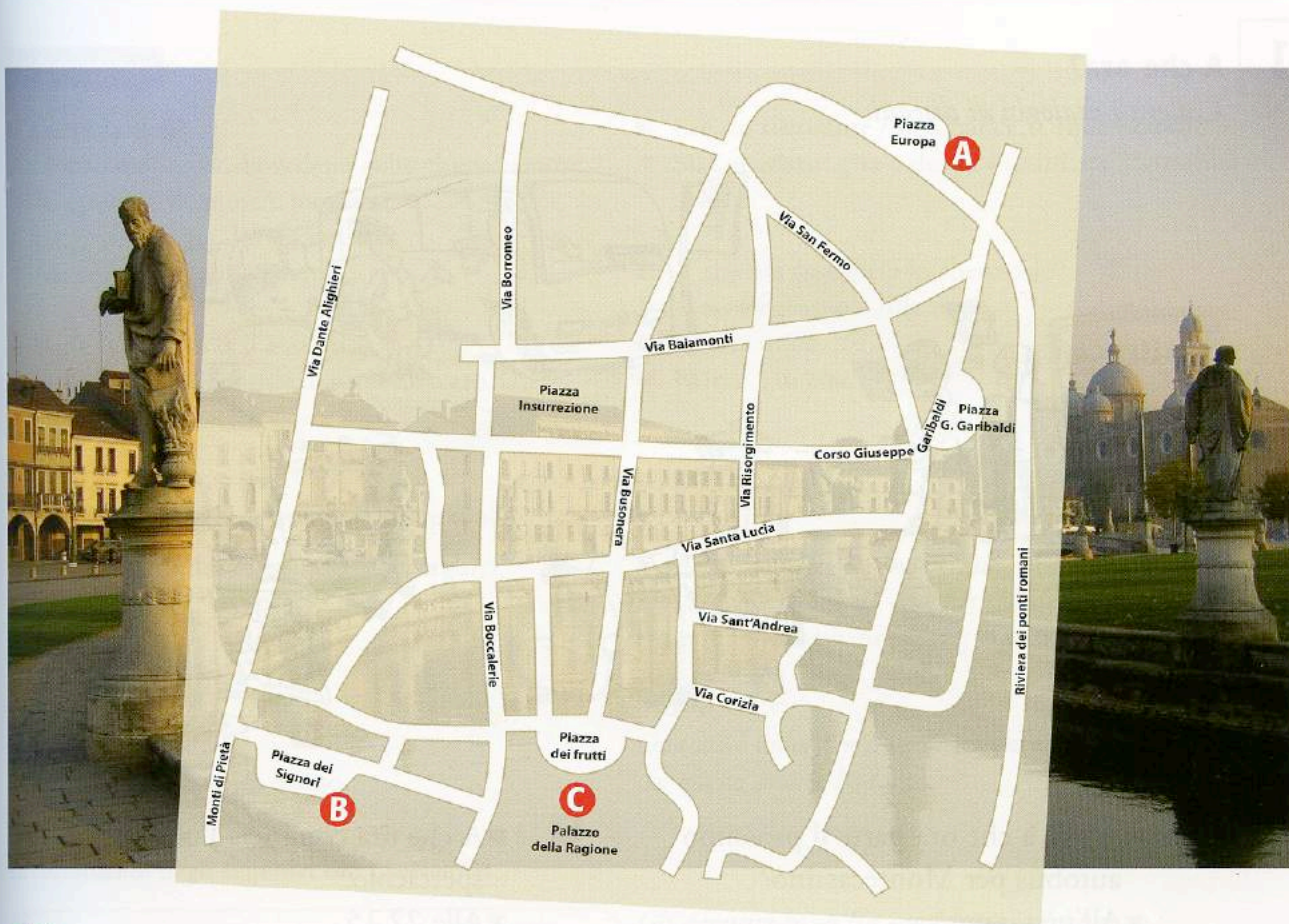 Piazza
Europa
A
Via San Fermo
Via Borromeo
Via Dante Alighieri
Via Baiamonti
Piazza
Insurrezione
Piazza
G. Garibaldi
Corso Giuseppe Garibaldi
Via Risorgimento
Via Busonera
Via Santa Lucia
Via Boccalerie
Via Sant'Andrea
Riviera dei ponti romani
Via Corizia
Piazza
dei frutti
Piazza dei
Signori
Monti di Pietà
B
C
Palazzo
della Ragione